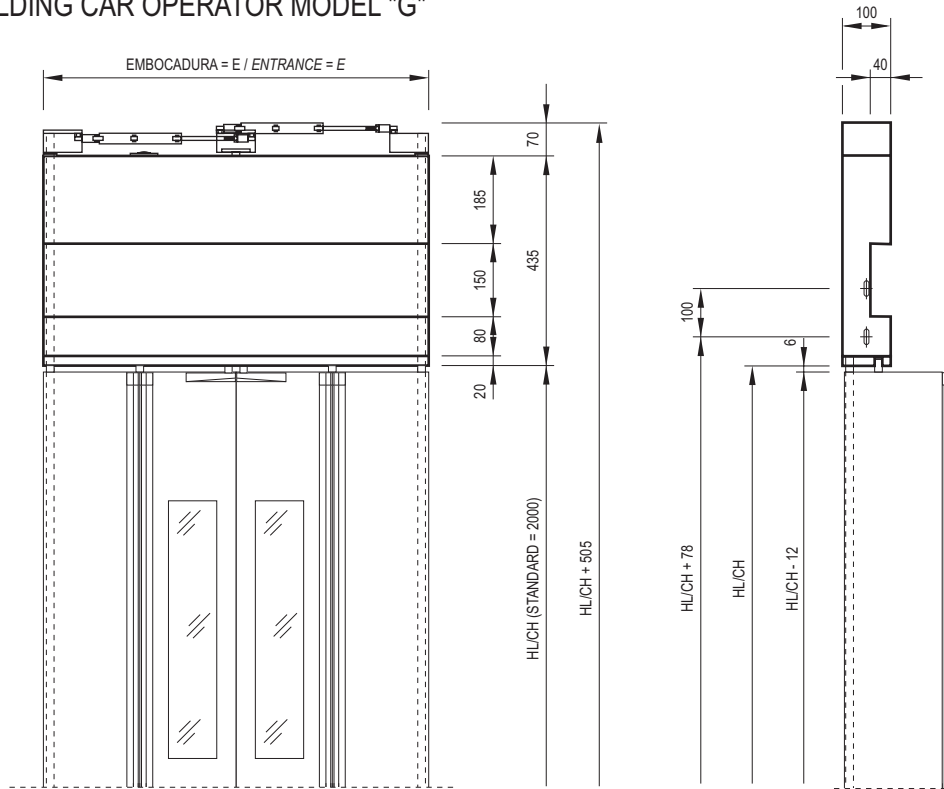 LDING CAR OPERATOR MODEL "G"
100
EMBOCADURA = E / ENTRANCE = E
40
70
185
435
150
100
80
6
20
HL/CH (STANDARD = 2000)
HL/CH + 505
HL/CH + 78
HL/CH
HL/CH - 12